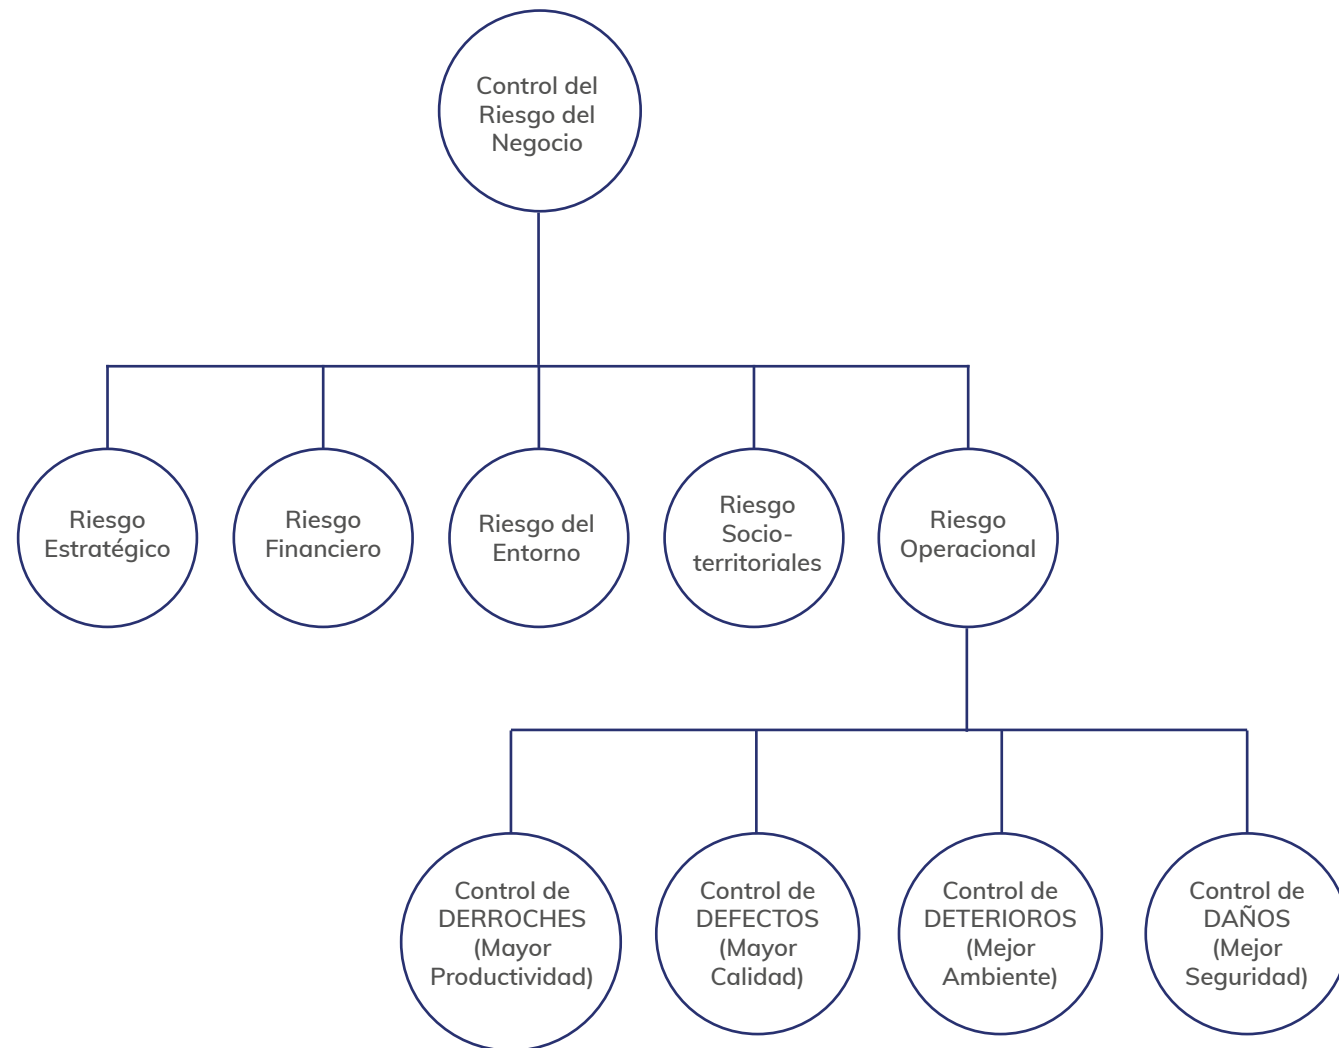 Control del
Riesgo del
Negocio
Riesgo
Estratégico
Riesgo
Financiero
Riesgo del
Entorno
Riesgo
Socio-
territoriales
Riesgo
Operacional
Control de
DERROCHES
(Mayor
Productividad)
Control de
DEFECTOS
(Mayor
Calidad)
Control de
DETERIOROS
(Mejor
Ambiente)
Control de
DAÑOS
(Mejor
Seguridad)